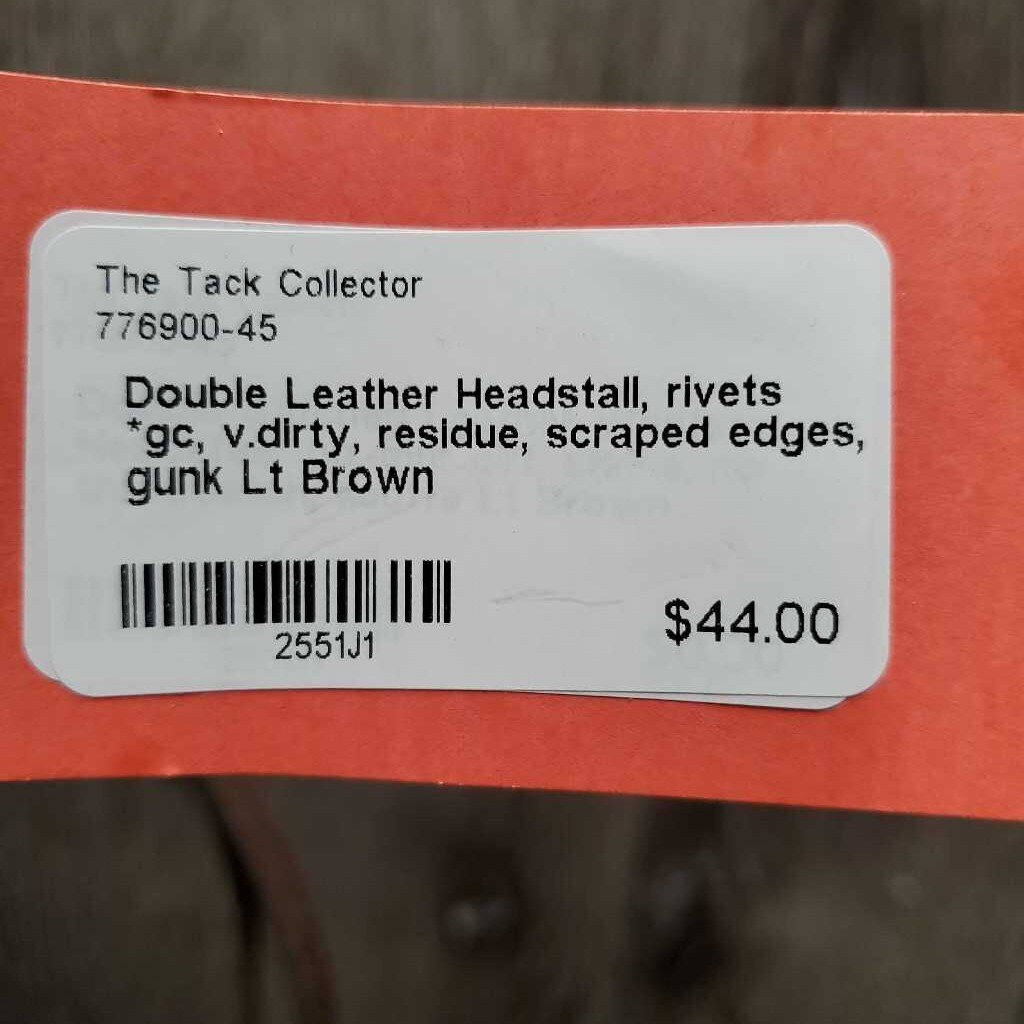 The Tack Collector
776900-45
Double Leather Headstall, rivets
*gc, v.dirty, residue, scraped edges,
gunk Lt Brown
2551J1
$44.00